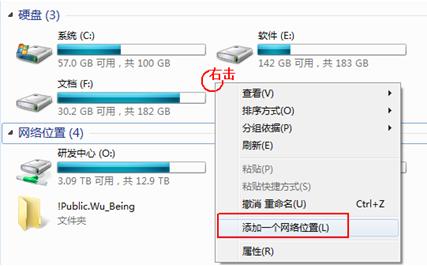 硬盘 (3)
系统 (C:)
57.0 GB 可用，共 100 GB
软件 (E:)
142 GB 可用，共 183 GB
文档 (F:)
30.2 GB 可用，共 182 GB
右击
网络位置 (4)
研发中心 (O:)
3.09 TB 可用，共 12.9 TB
!Public.Wu_Being
文件夹
查看(V)
排序方式(O)
分组依据(P)
刷新(E)
粘贴(P)
粘贴快捷方式(S)
撤消 重命名(U) Ctrl+Z
添加一个网络位置(L)
属性(R)